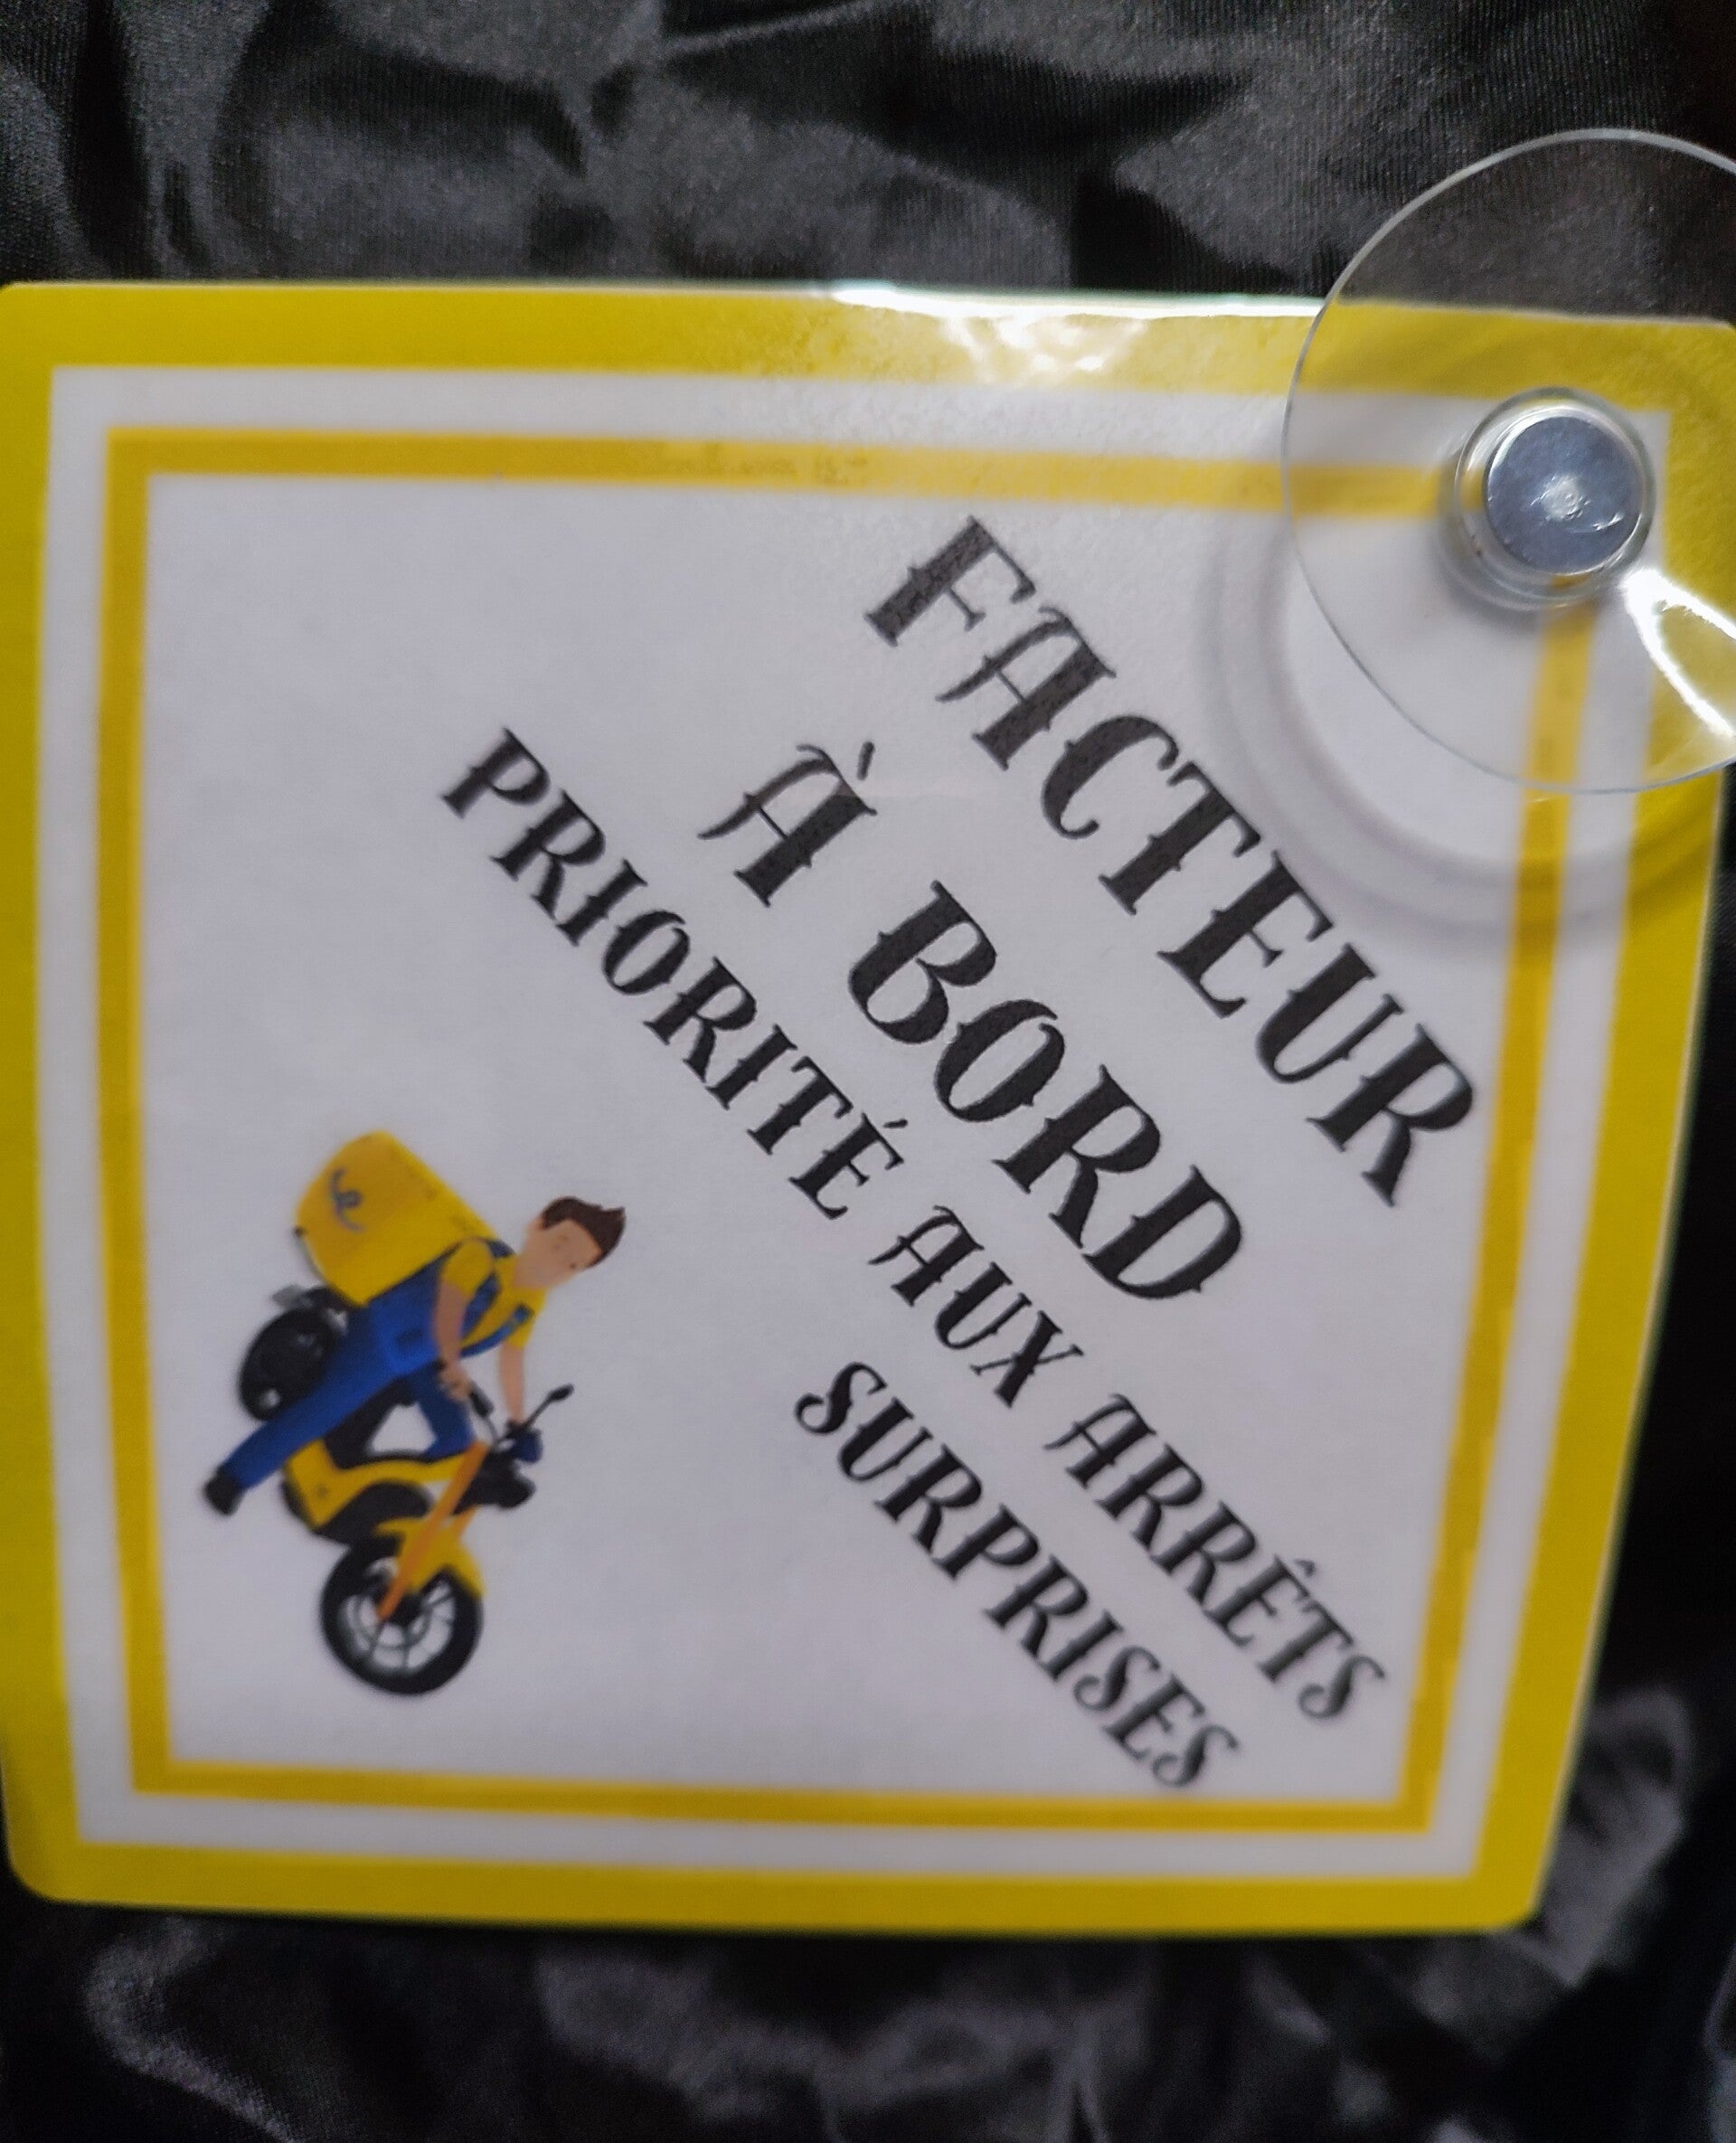 FACTEUR
À BORD
PRIORITÉ AUX ARRÊTS
SURPRISES